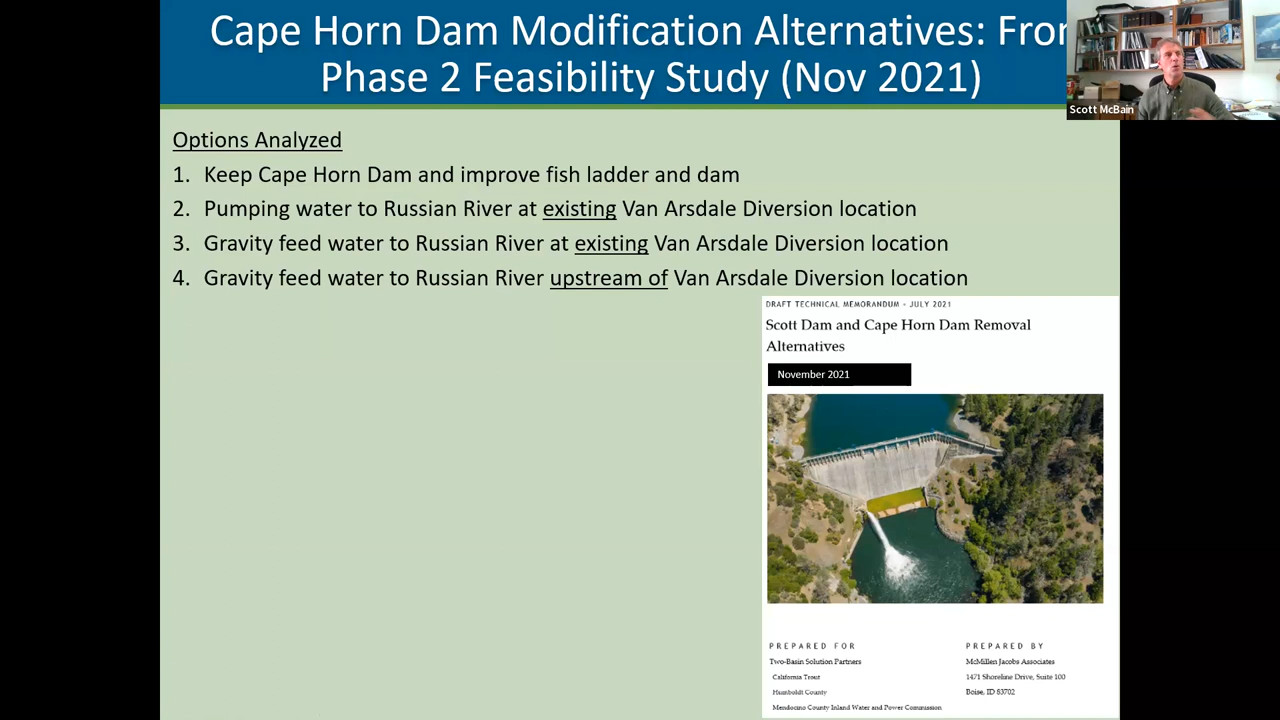 Cape Horn Dam Modification Alternatives: From
Phase 2 Feasibility Study (Nov 2021)
Scott McBain
Options Analyzed
1. Keep Cape Horn Dam and improve fish ladder and dam
2. Pumping water to Russian River at existing Van Arsdale Diversion location
3. Gravity feed water to Russian River at existing Van Arsdale Diversion location
4. Gravity feed water to Russian River upstream of Van Arsdale Diversion location
DRAFT TECHNICAL MEMORANDUM - JULY 2021
Scott Dam and Cape Horn Dam Removal
Alternatives
November 2021
PREPARED FOR
Two-Basin Solution Partners
California Trout
Humboldt County
Mendocino County Inland Water and Power Commission
PREPARED BY
McMillen Jacobs Associates
1471 Shoreline Drive, Suite 100
Boise, ID 83702